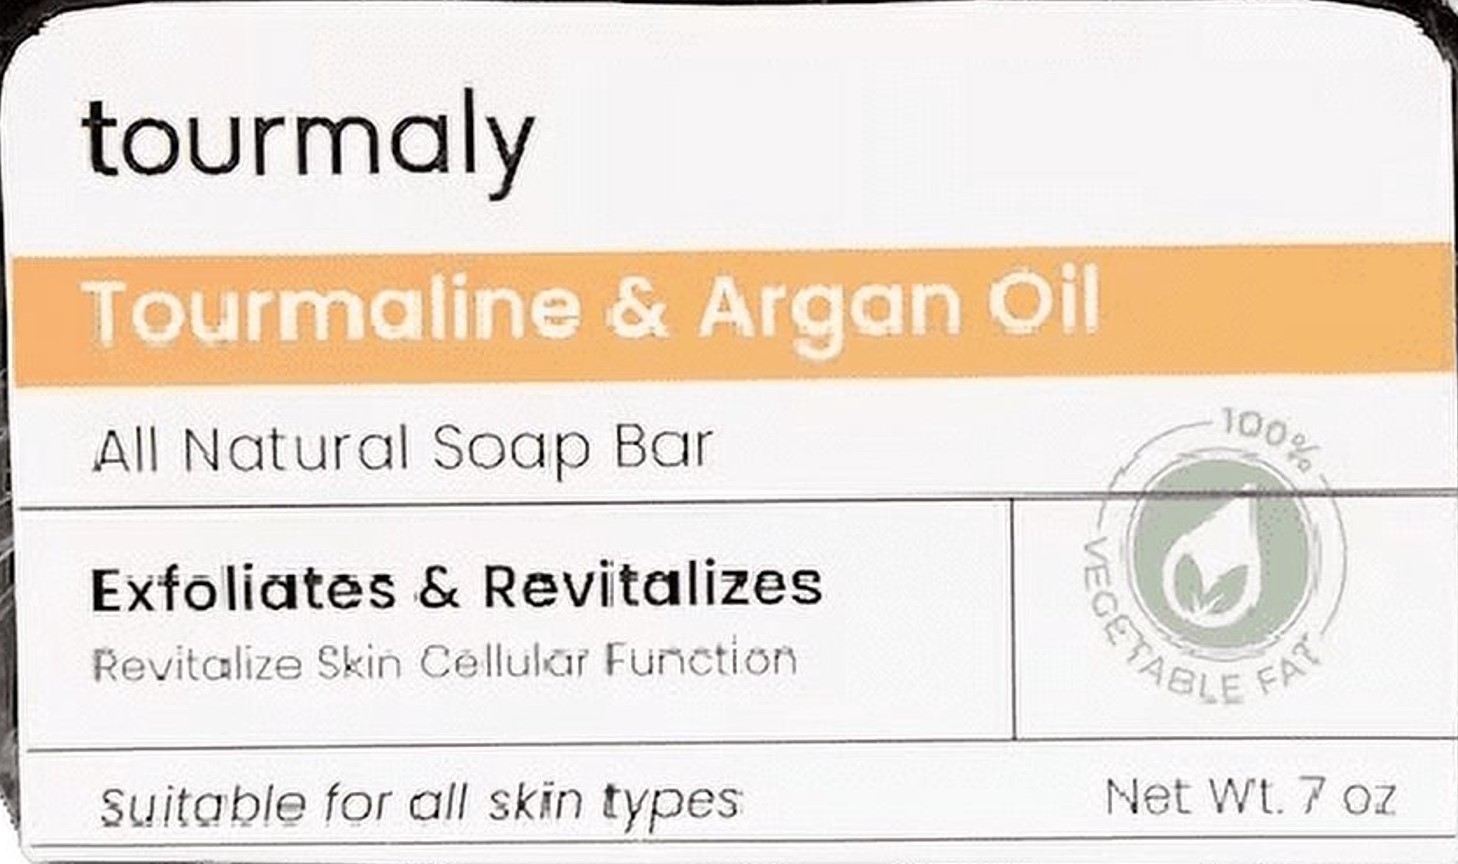 tourmaly
Tourmaline & Argan Oil
All Natural Soap Bar
100%
VEGETABLE FAT
Exfoliates & Revitalizes
Revitalize Skin Cellular Function
Suitable for all skin types
Net Wt. 7 oz